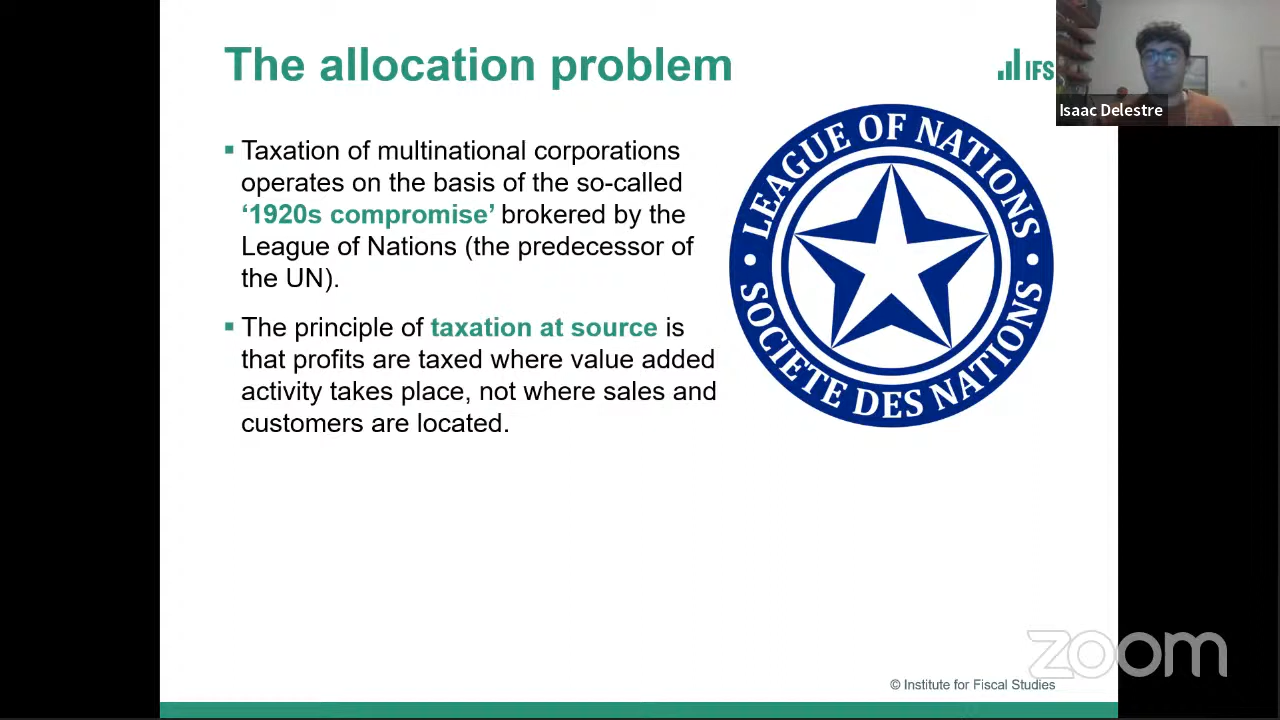 The allocation problem
IFS
Isaac Delestre
▪ Taxation of multinational corporations
operates on the basis of the so-called
‘1920s compromise’ brokered by the
League of Nations (the predecessor of
the UN).
▪ The principle of taxation at source is
that profits are taxed where value added
activity takes place, not where sales and
customers are located.
LEAGUE OF NATIONS
SOCIETE DES NATIONS
zoom
© Institute for Fiscal Studies